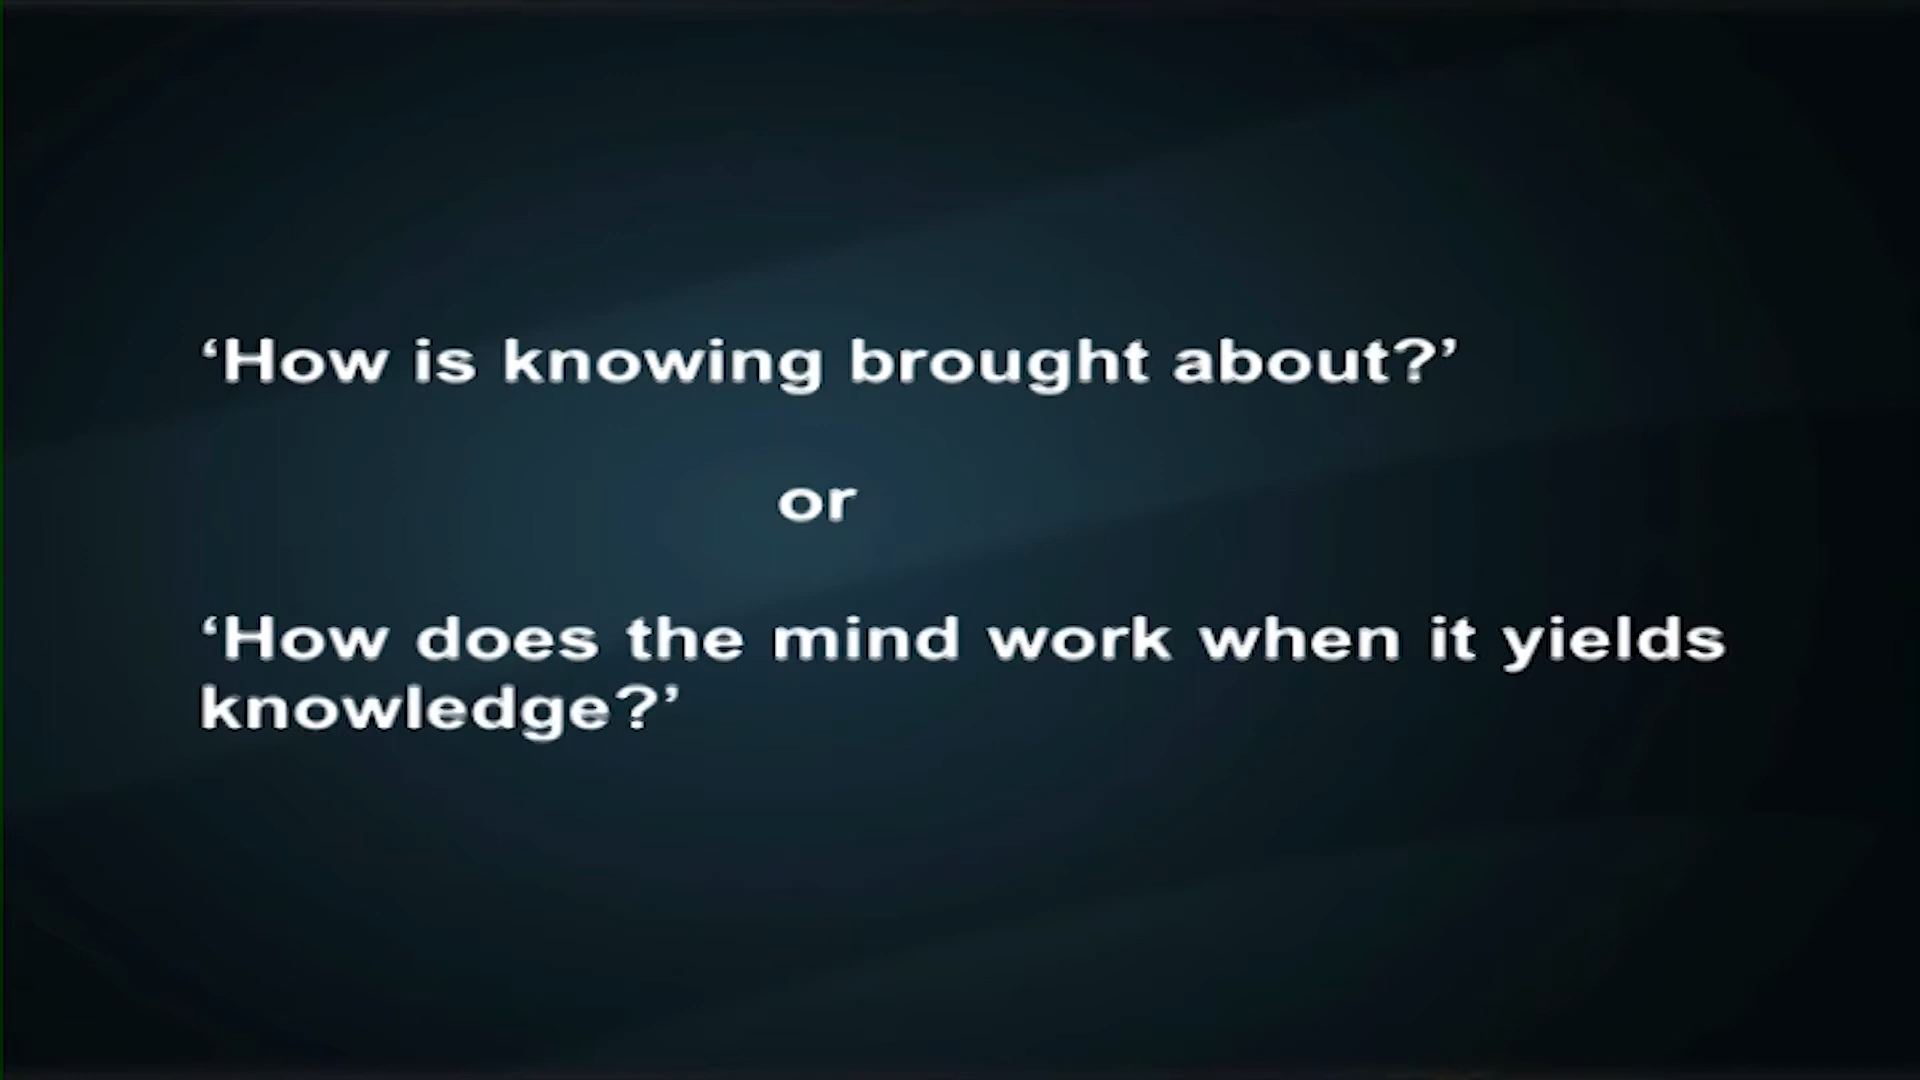 ‘How is knowing brought about?’
or
‘How does the mind work when it yields
knowledge?’